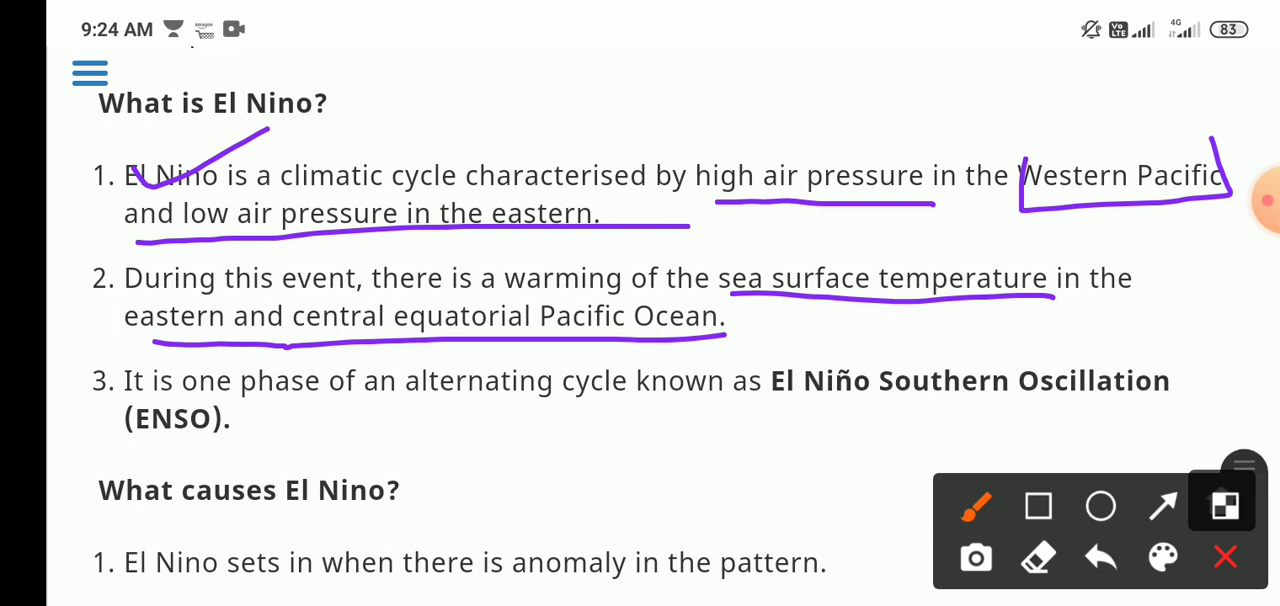 9:24 AM
amazon
Vo LTE
4G
83
What is El Nino?
1. El Nino is a climatic cycle characterised by high air pressure in the Western Pacific
and low air pressure in the eastern.
2. During this event, there is a warming of the sea surface temperature in the
eastern and central equatorial Pacific Ocean.
3. It is one phase of an alternating cycle known as El Niño Southern Oscillation
(ENSO).
What causes El Nino?
1. El Nino sets in when there is anomaly in the pattern.